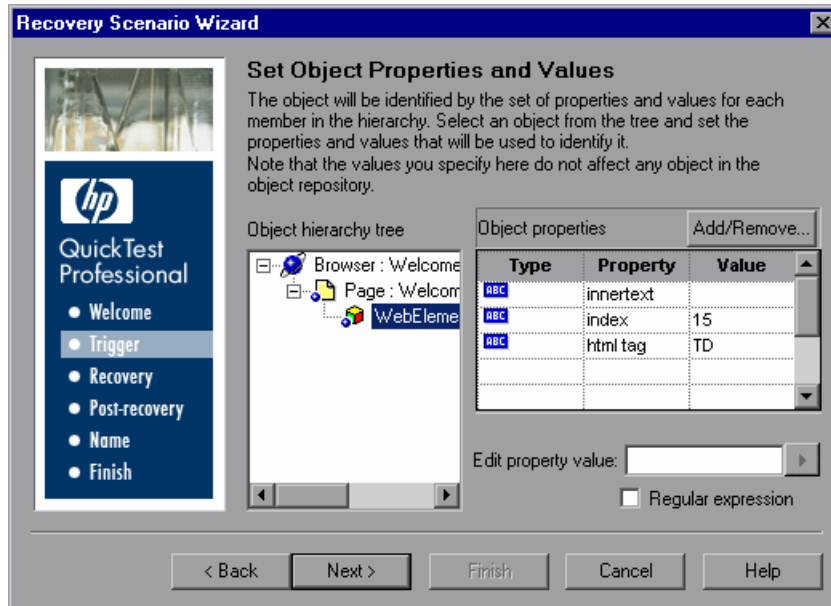 Recovery Scenario Wizard
Set Object Properties and Values
The object will be identified by the set of properties and values for each
member in the hierarchy. Select an object from the tree and set the
properties and values that will be used to identify it.
Note that the values you specify here do not affect any object in the
object repository.
hp
QuickTest
Professional
Welcome
Trigger
Recovery
Post-recovery
Name
Finish
Object hierarchy tree
Browser : Welcome
Page : Welcom
WebEleme
Object properties
Add/Remove...
Type Property Value
ABC innertext
ABC index 15
ABC html tag TD
Edit property value:
Regular expression
< Back Next > Finish Cancel Help